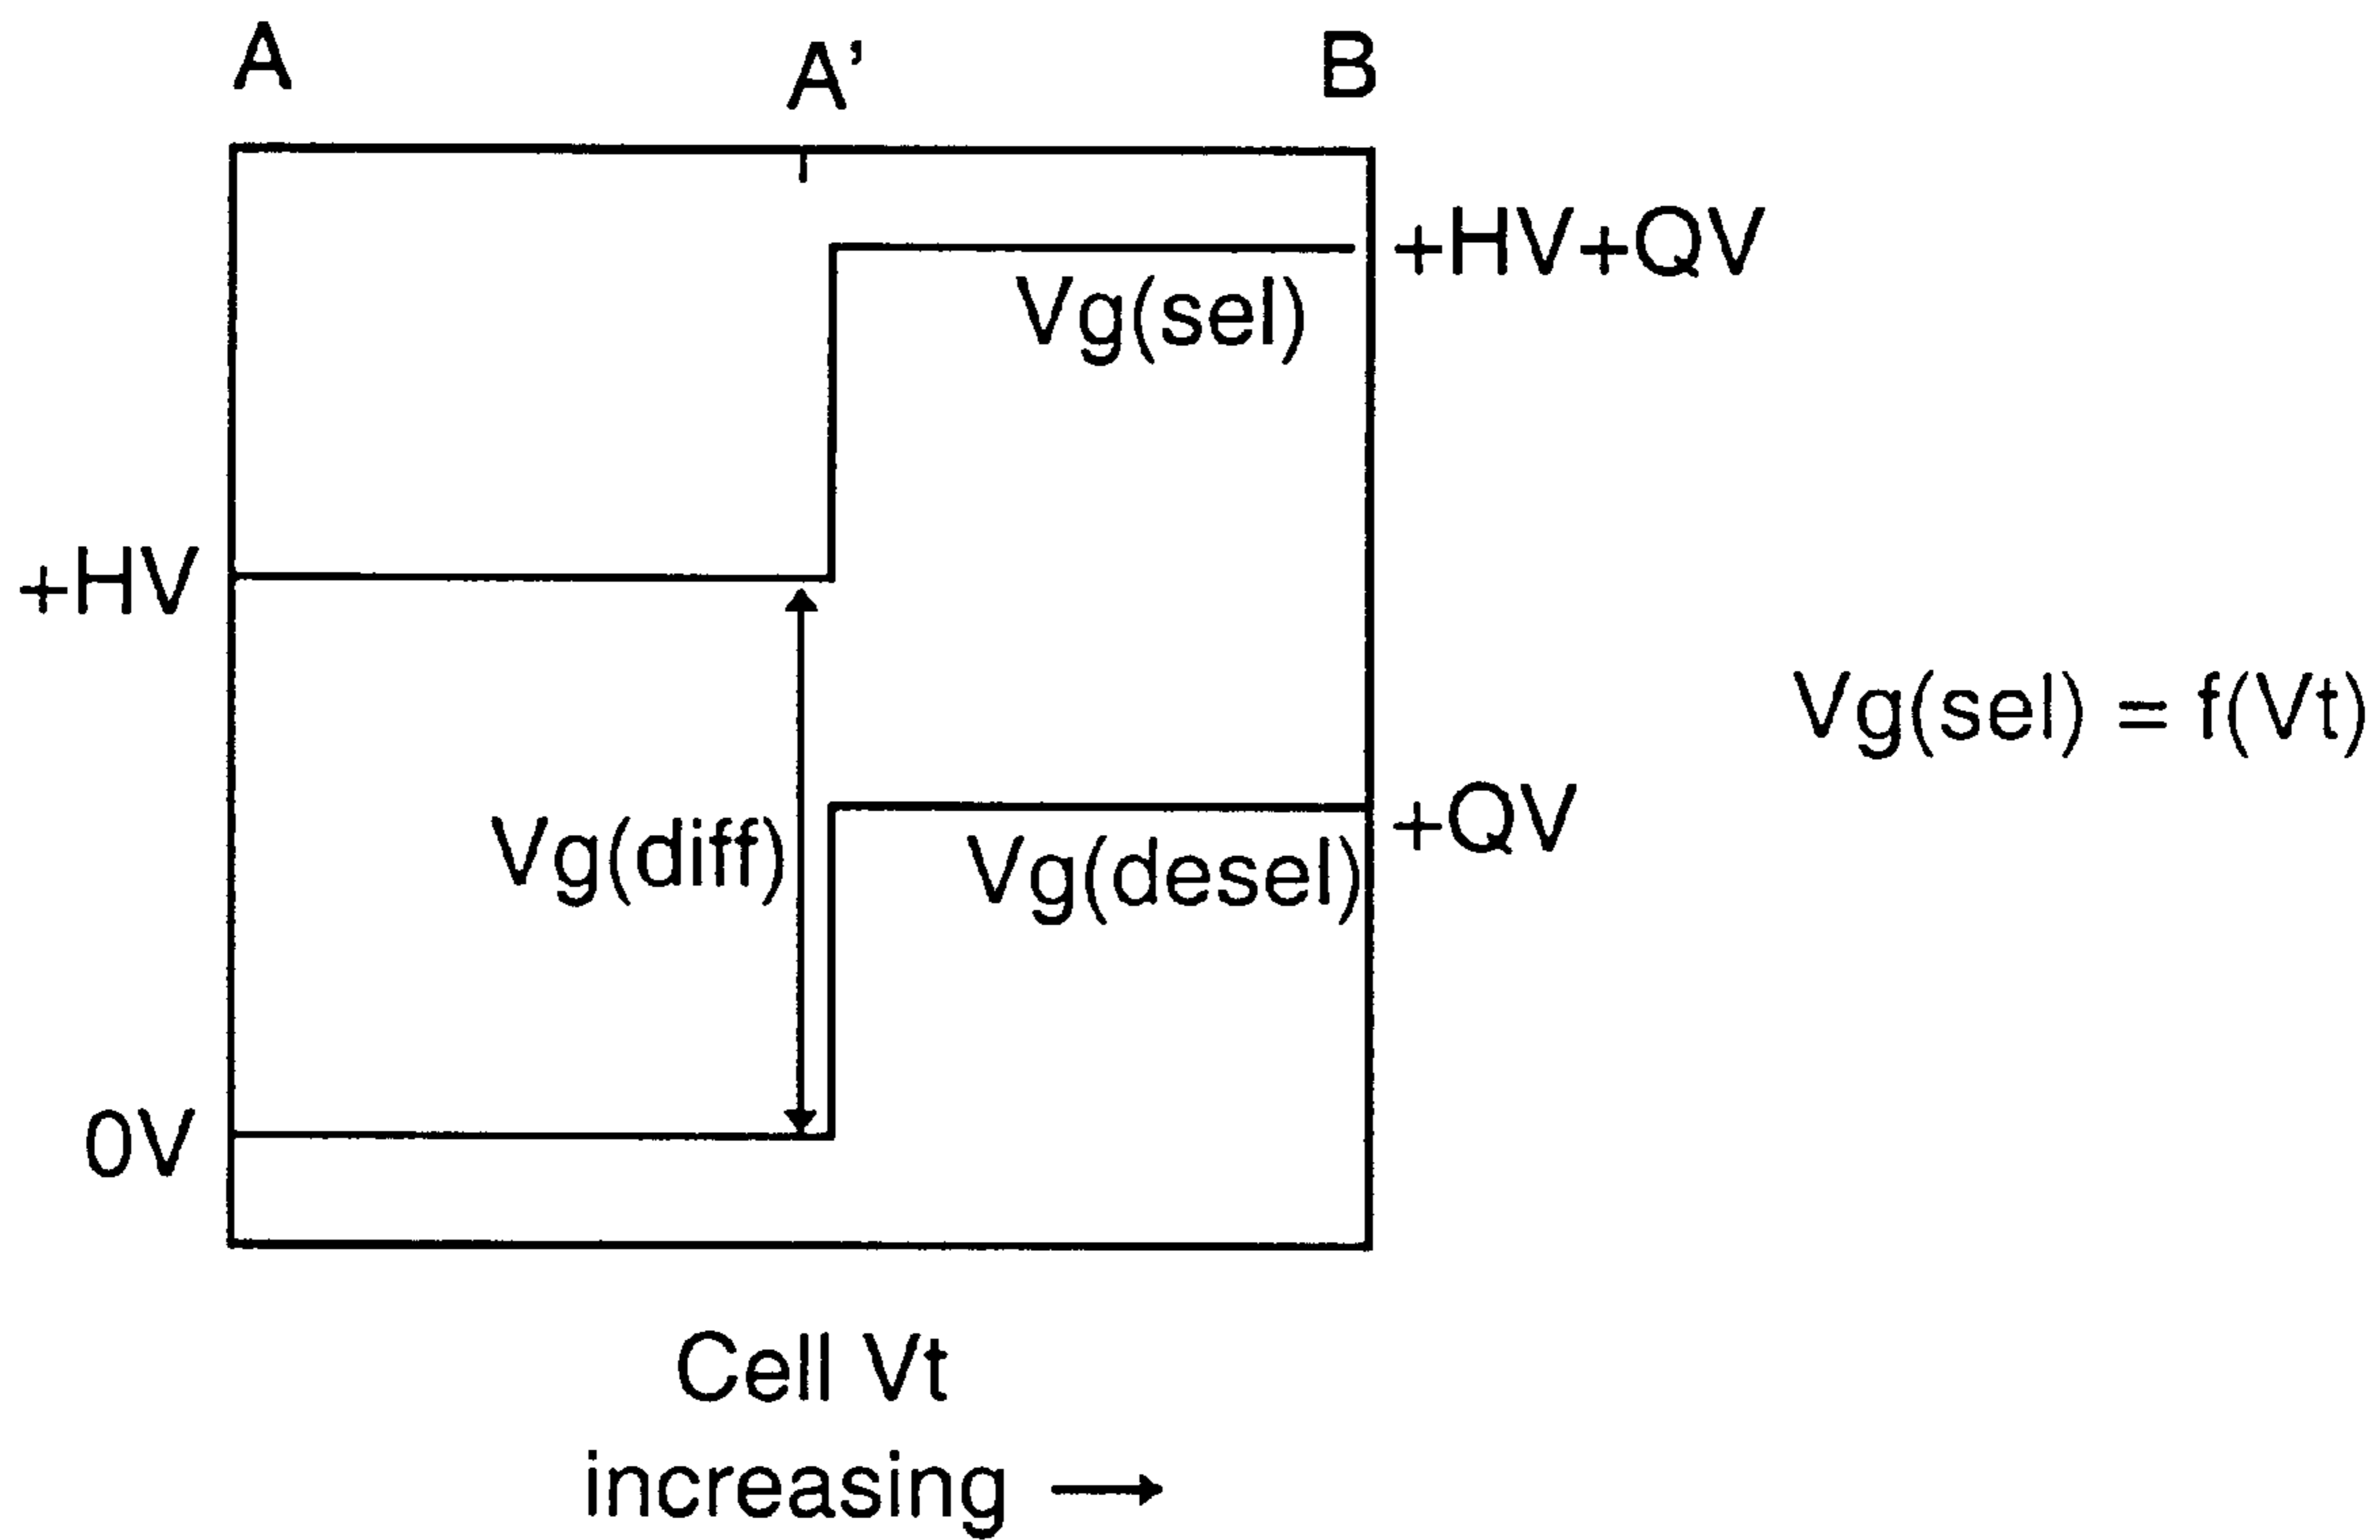 A
A'
B
+HV+QV
Vg(sel)
+HV
Vg(sel) = f(Vt)
+QV
Vg(diff)
Vg(desel)
0V
Cell Vt
increasing →